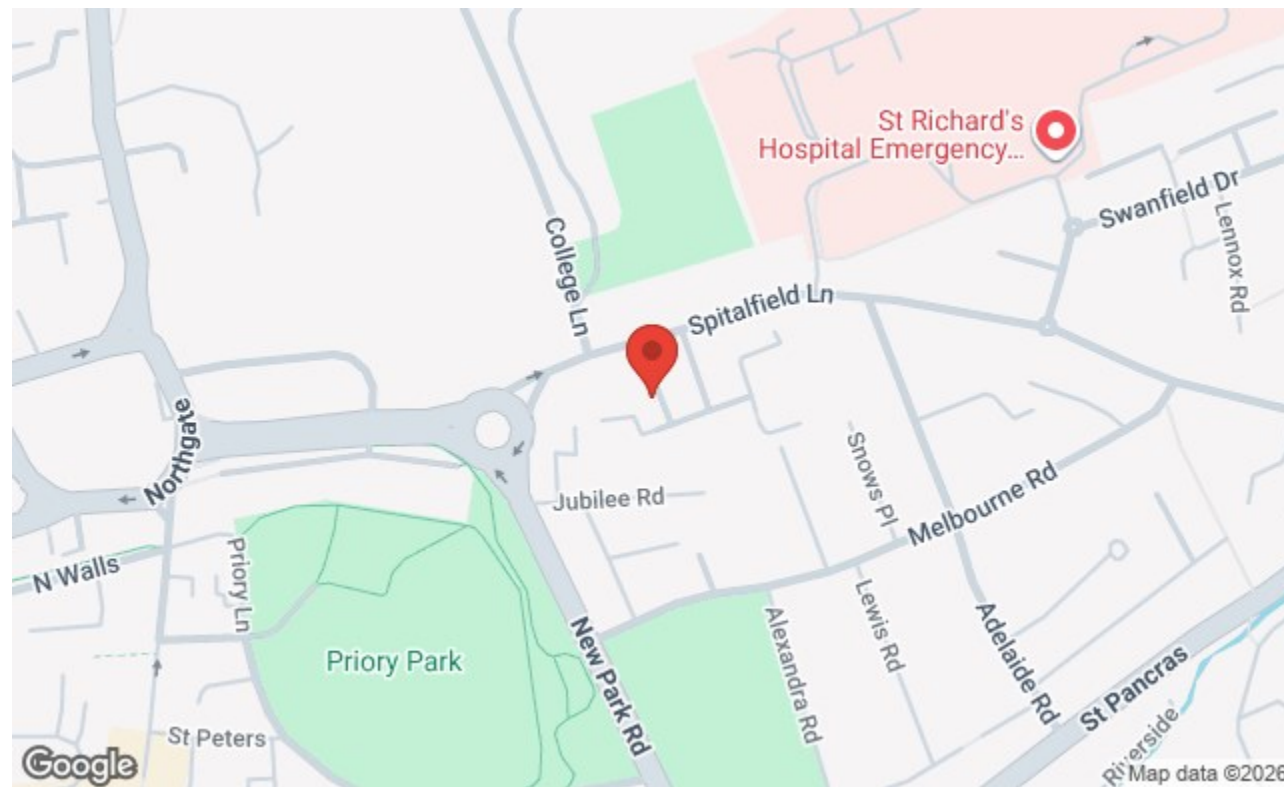 St Richard's
Hospital Emergency...
Swanfield Dr
Lennox Rd
College Ln
Spitalfield Ln
Northgate
Snows Pl
Jubilee Rd
Melbourne Rd
N Walls
Priory Ln
Priory Park
New Park Rd
Lewis Rd
Alexandra Rd
Adelaide Rd
St Pancras
St Peters
Riverside
Google
Map data ©2026